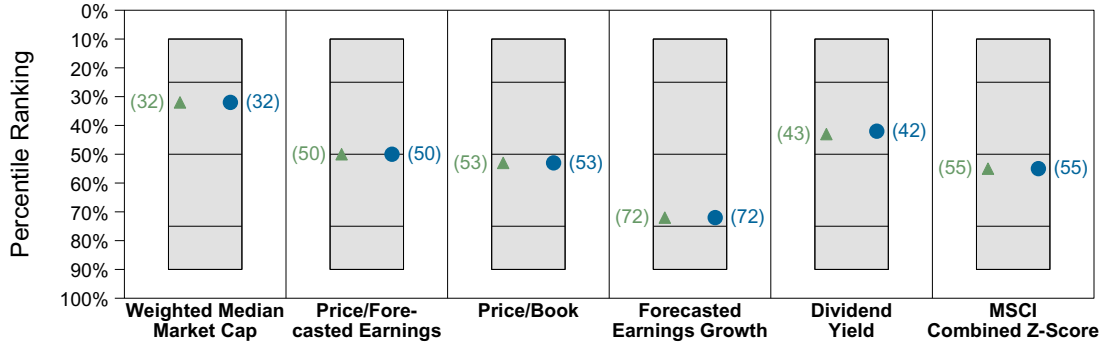 Percentile Ranking
0%
10%
20%
30%
40%
50%
60%
70%
80%
90%
100%
(32) (32)
(50) (50)
(53) (53)
(72) (72)
(43) (42)
(55) (55)
Weighted Median
Market Cap
Price/Fore-
casted Earnings
Price/Book
Forecasted
Earnings Growth
Dividend
Yield
MSCI
Combined Z-Score